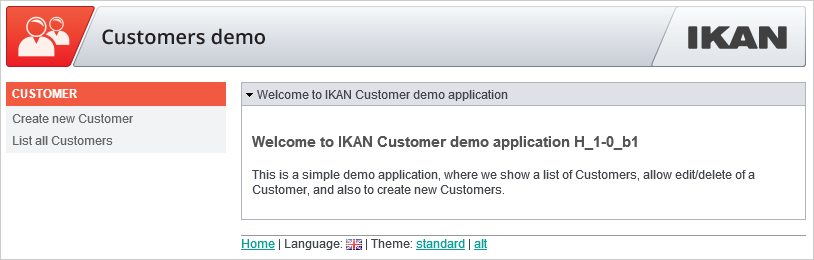 Customers demo
IKAN
CUSTOMER
Create new Customer
List all Customers
Welcome to IKAN Customer demo application
Welcome to IKAN Customer demo application H_1-0_b1
This is a simple demo application, where we show a list of Customers, allow edit/delete of a
Customer, and also to create new Customers.
Home | Language: | Theme: standard | alt